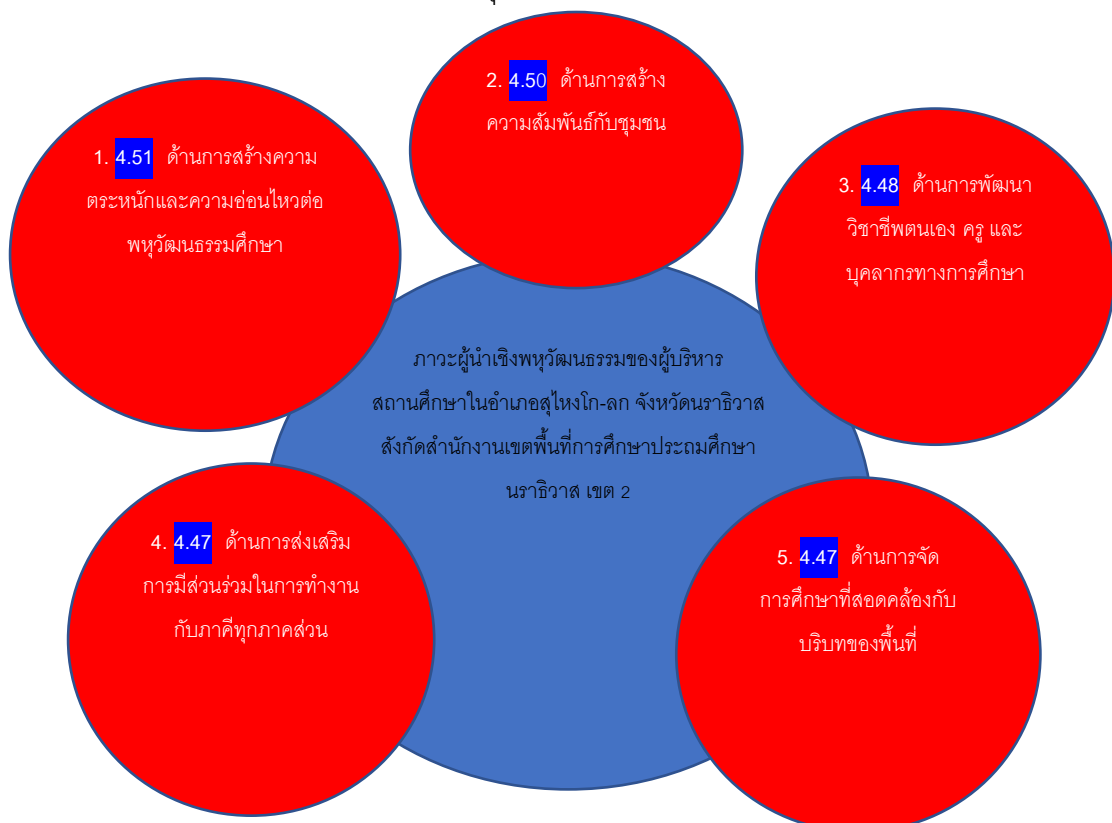 1. 4.51 ด้านการสร้างความ
ตระหนักและความอ่อนไหวต่อ
พหุวัฒนธรรมศึกษา
2. 4.50 ด้านการสร้าง
ความสัมพันธ์กับชุมชน
3. 4.48 ด้านการพัฒนา
วิชาชีพตนเอง ครู และ
บุคลากรทางการศึกษา
ภาวะผู้นำเชิงพหุวัฒนธรรมของผู้บริหาร
สถานศึกษาในอำเภอสุไหงโก-ลก จังหวัดนราธิวาส
สังกัดสำนักงานเขตพื้นที่การศึกษาประถมศึกษา
นราธิวาส เขต 2
4. 4.47 ด้านการส่งเสริม
การมีส่วนร่วมในการทำงาน
กับภาคีทุกภาคส่วน
5. 4.47 ด้านการจัด
การศึกษาที่สอดคล้องกับ
บริบทของพื้นที่